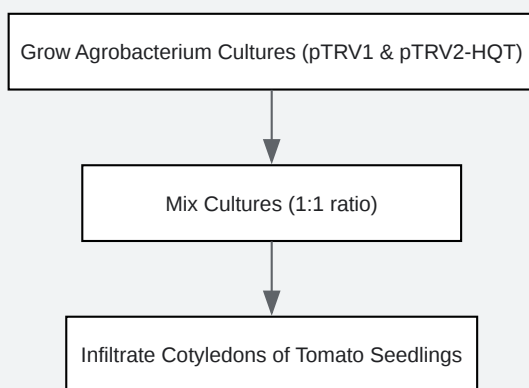 Grow Agrobacterium Cultures (pTRV1 & pTRV2-HQT)
Mix Cultures (1:1 ratio)
Infiltrate Cotyledons of Tomato Seedlings